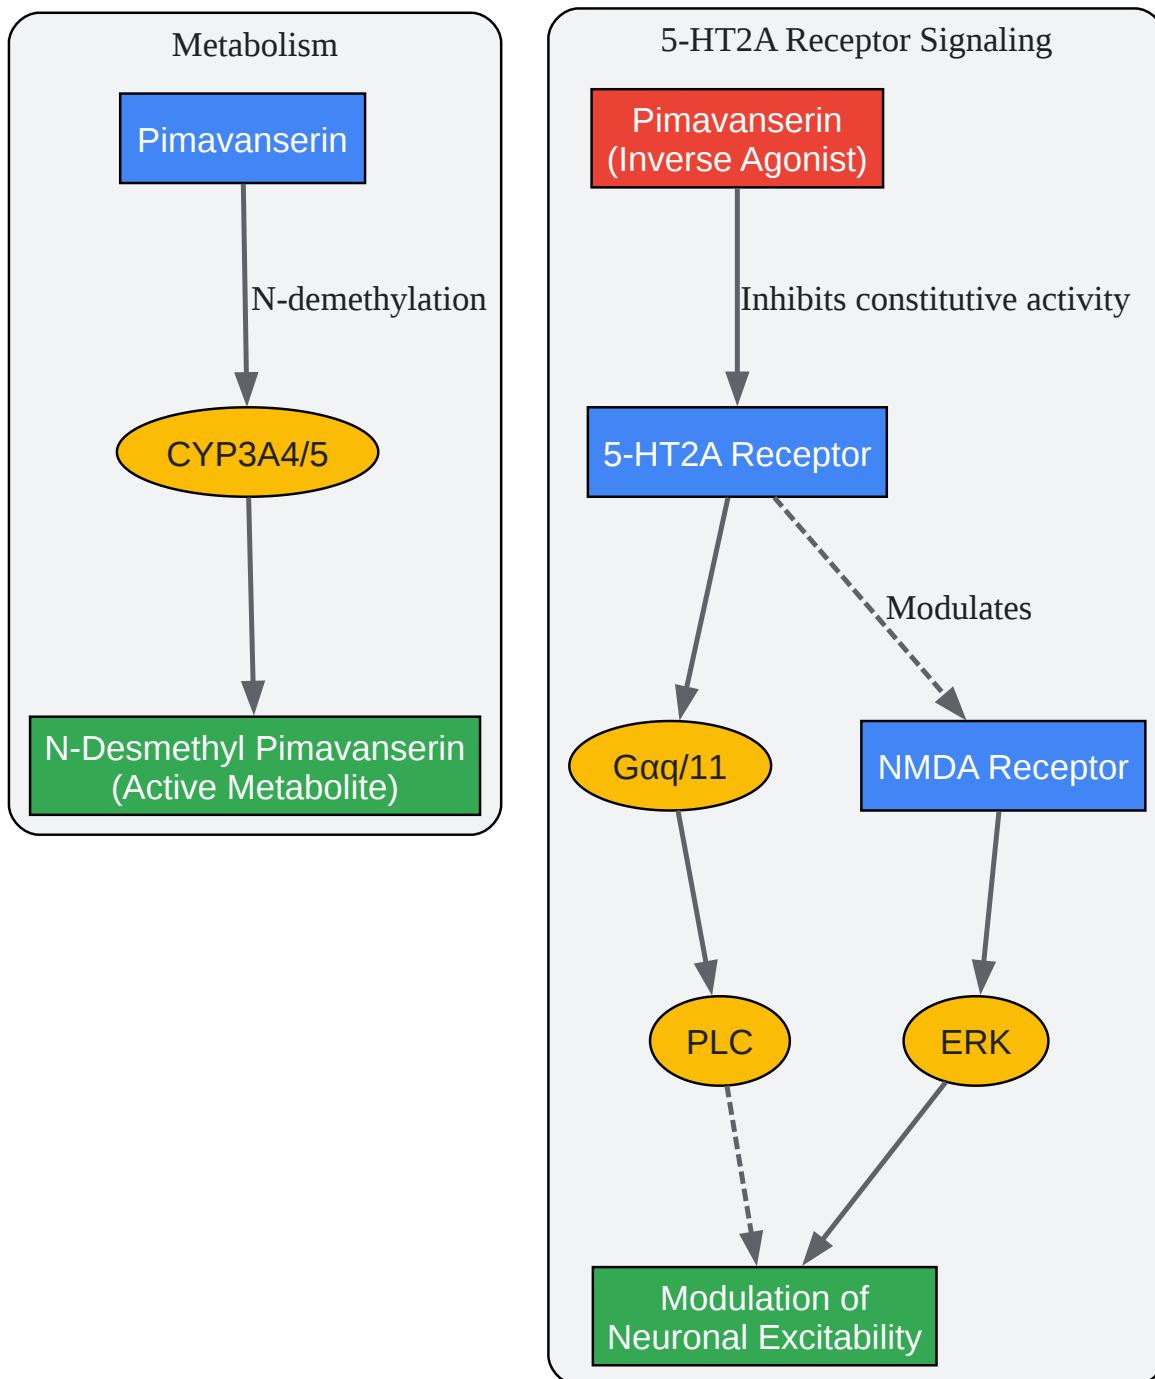 Metabolism
Pimavanserin
N-demethylation
CYP3A4/5
N-Desmethyl Pimavanserin
(Active Metabolite)
5-HT2A Receptor Signaling
Pimavanserin
(Inverse Agonist)
Inhibits constitutive activity
5-HT2A Receptor
Modulates
Gαq/11
NMDA Receptor
PLC
ERK
Modulation of
Neuronal Excitability